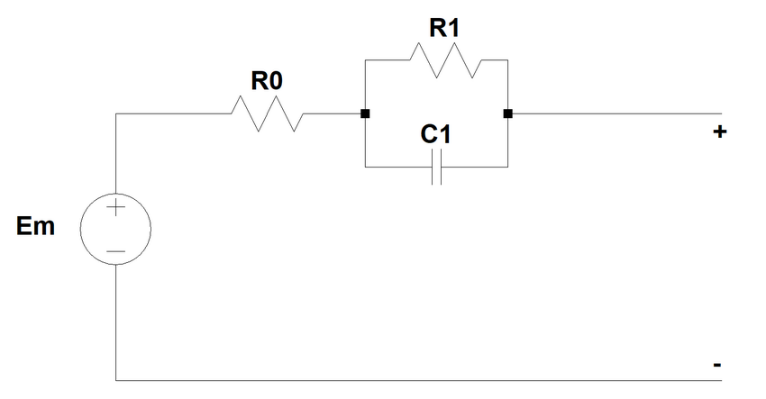 R1
R0
C1
+
Em
+
-
-